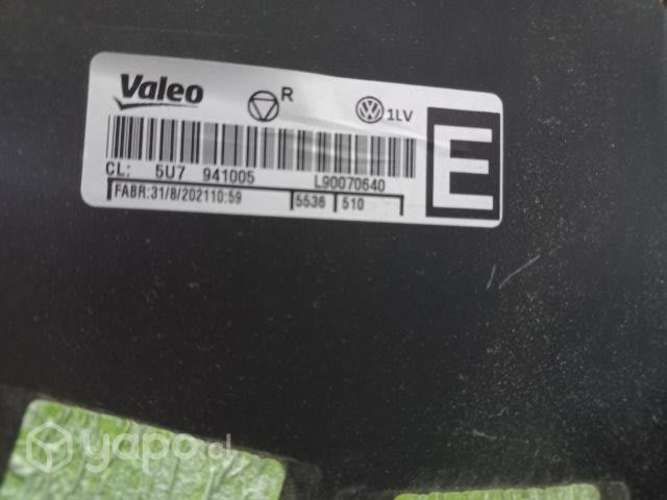 Valeo R 1LV E
CL: 5U7 941005 L90070640
FABR:31/8/202110:59 5536 510
yapo.cl